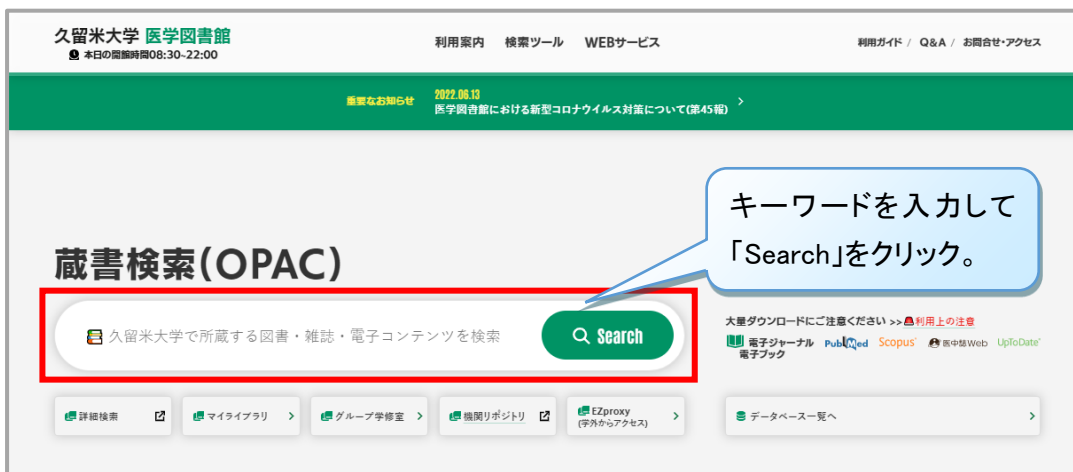 久留米大学 医学図書館
本日の開館時間08:30-22:00
利用案内 検索ツール WEBサービス
利用ガイド / Q&A / お問合せ・アクセス
重要なお知らせ
2022.06.13
医学図書館における新型コロナウイルス対策について(第45報)
キーワードを入力して
「Search」をクリック。
蔵書検索(OPAC)
久留米大学で所蔵する図書・雑誌・電子コンテンツを検索
Search
大量ダウンロードにご注意ください >> 利用上の注意
電子ジャーナル PubMed Scopus 医中誌Web UpToDate
電子ブック
詳細検索
マイライブラリ
グループ学修室
機関リポジトリ
EZproxy
(学外からアクセス)
データベース一覧へ